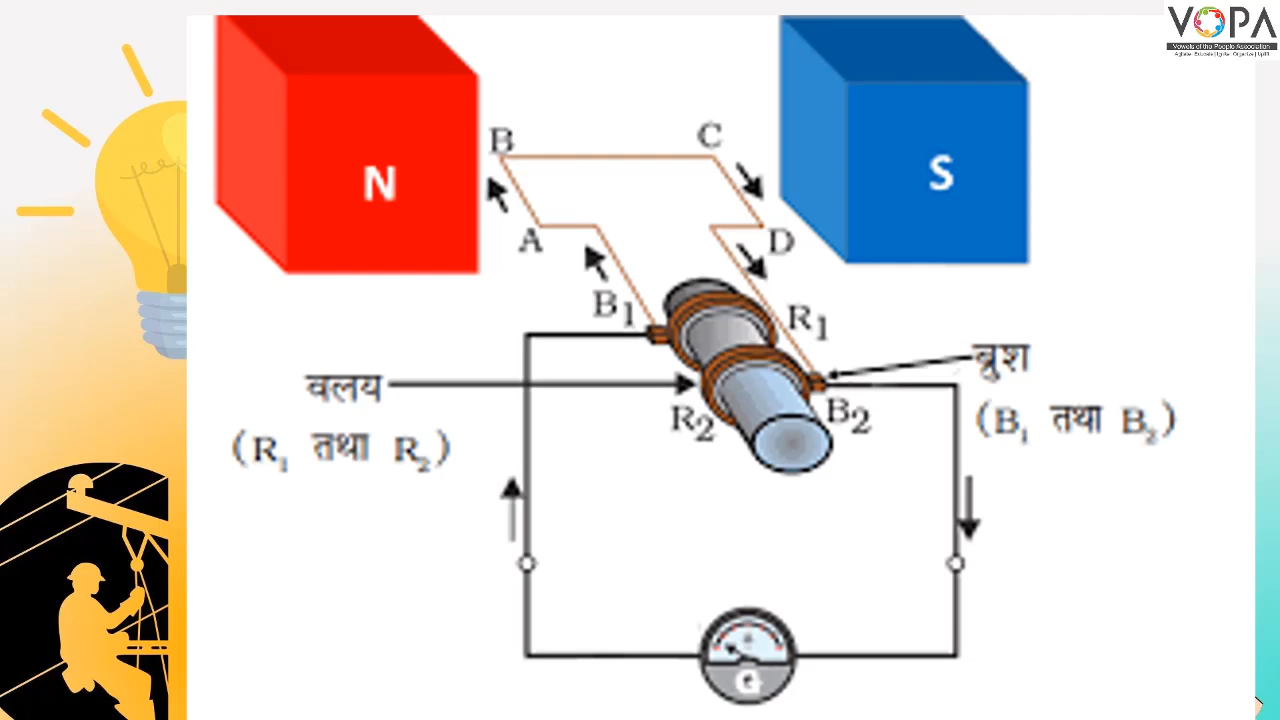 VOPA
Vowels of the People Association
N
S
B
C
A
D
B1
R1
वलय
(R1 तथा R2)
R2
B2
ब्रुश
(B1 तथा B2)
G